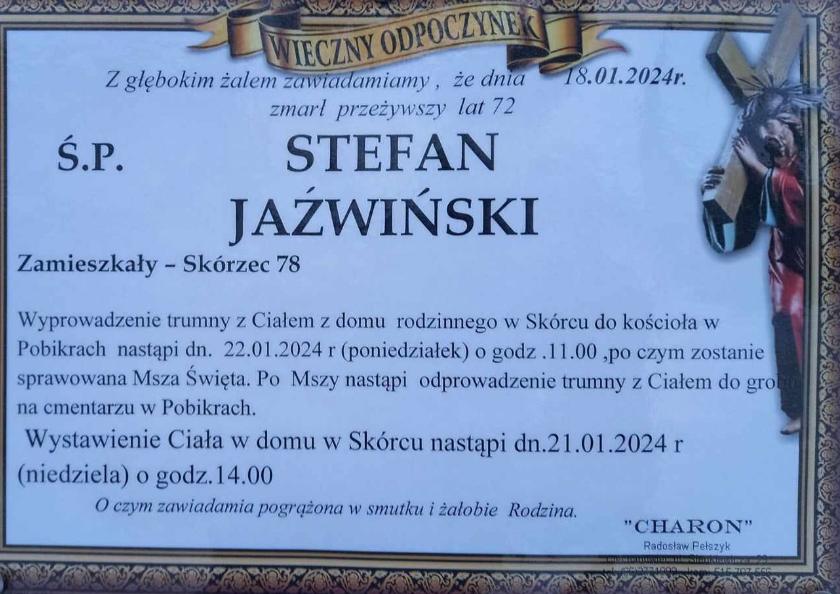 WIECZNY ODPOCZYNEK
Z głębokim żalem zawiadamiamy , że dnia 18.01.2024r.
zmarł przeżywszy lat 72
Ś.P. STEFAN
JAŹWIŃSKI
Zamieszkały – Skórzec 78
Wyprowadzenie trumny z Ciałem z domu rodzinnego w Skórcu do kościoła w
Pobikrach nastąpi dn. 22.01.2024 r (poniedziałek) o godz .11.00 ,po czym zostanie
sprawowana Msza Święta. Po Mszy nastąpi odprowadzenie trumny z Ciałem do grobu
na cmentarzu w Pobikrach.
Wystawienie Ciała w domu w Skórcu nastąpi dn.21.01.2024 r
(niedziela) o godz.14.00
O czym zawiadamia pogrążona w smutku i żałobie Rodzina.
"CHARON"
Radosław Pełszyk